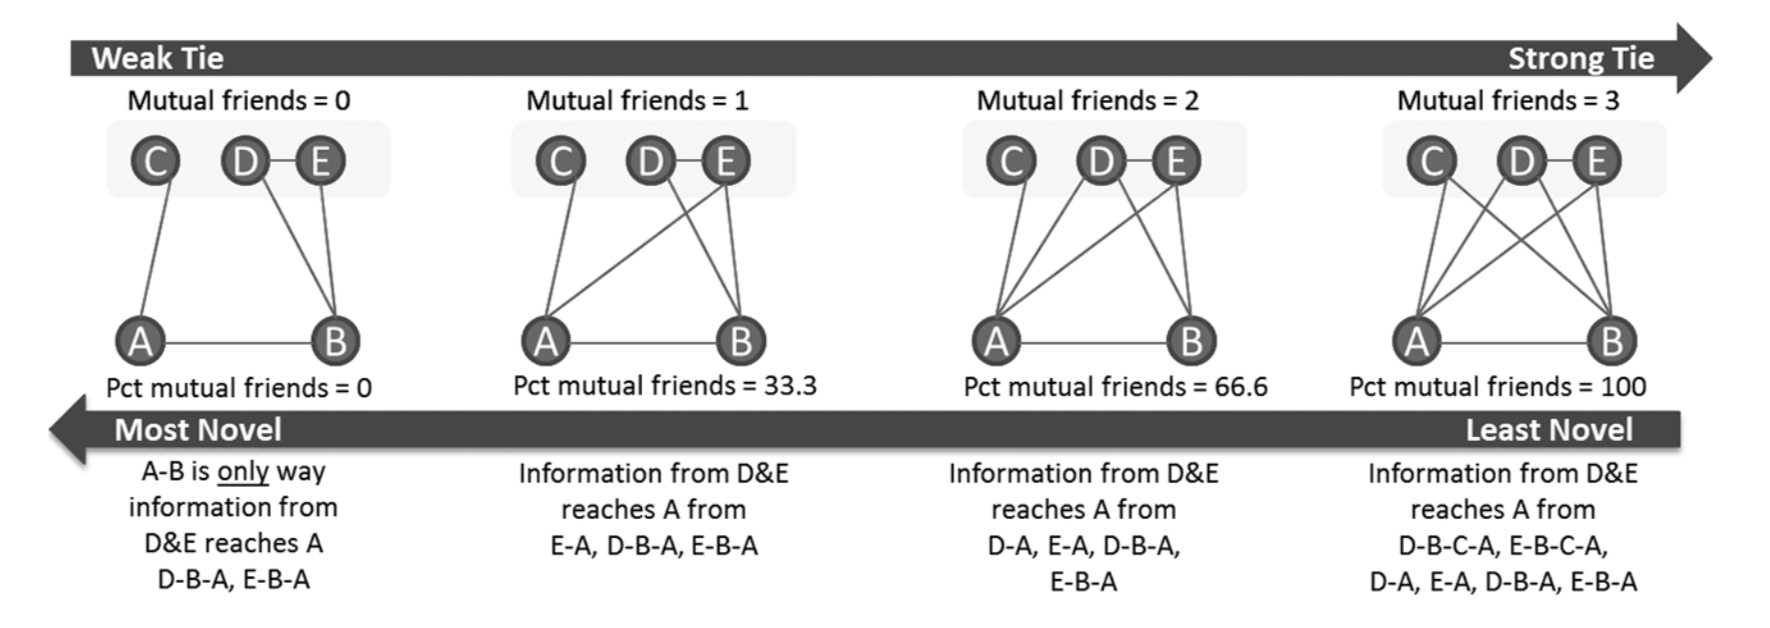 Weak Tie Strong Tie
Mutual friends = 0 Mutual friends = 1 Mutual friends = 2 Mutual friends = 3
C D E C D E C D E C D E
A B A B A B A B
Pct mutual friends = 0 Pct mutual friends = 33.3 Pct mutual friends = 66.6 Pct mutual friends = 100
Most Novel Least Novel
A-B is only way
information from
D&E reaches A
D-B-A, E-B-A
Information from D&E
reaches A from
E-A, D-B-A, E-B-A
Information from D&E
reaches A from
D-A, E-A, D-B-A,
E-B-A
Information from D&E
reaches A from
D-B-C-A, E-B-C-A,
D-A, E-A, D-B-A, E-B-A